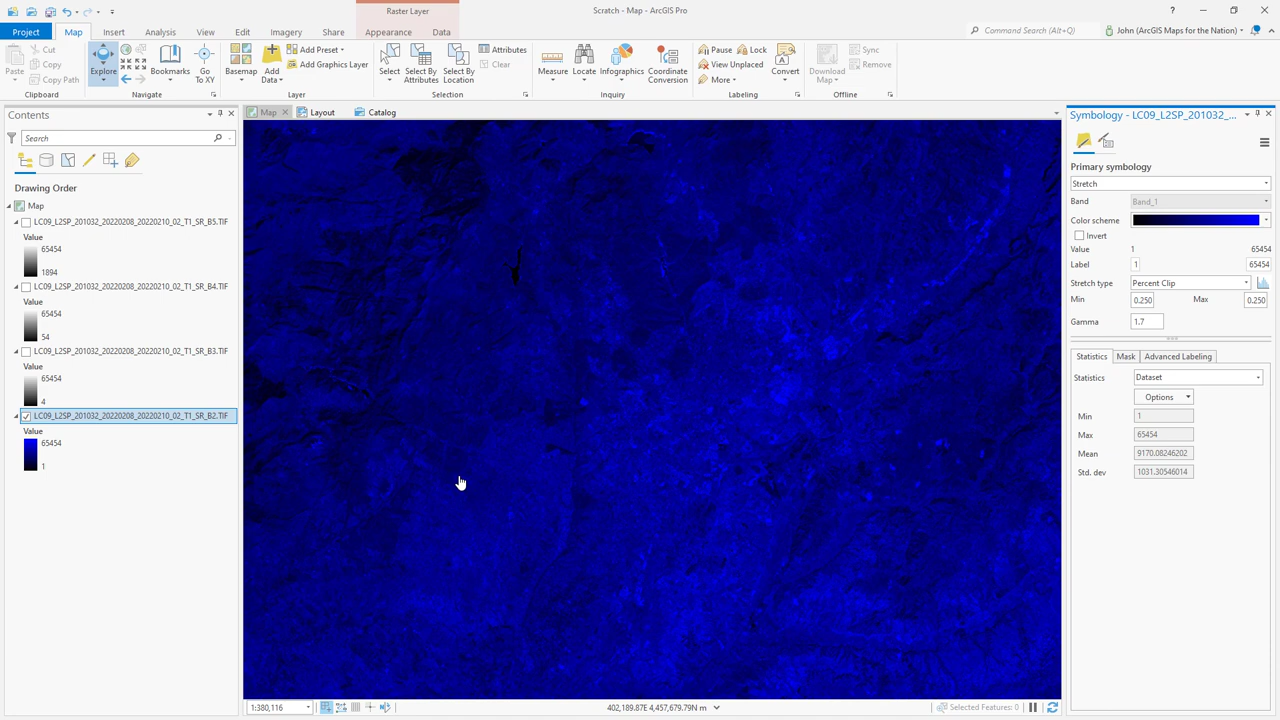 Raster Layer
Scratch - Map - ArcGIS Pro
Project
Map
Insert
Analysis
View
Edit
Imagery
Share
Appearance
Data
Command Search (Alt+Q)
John (ArcGIS Maps for the Nation)
Paste
Cut
Copy
Copy Path
Clipboard
Explore
Bookmarks
Go To XY
Navigate
Basemap
Add Data
Add Preset
Add Graphics Layer
Layer
Select
Select By Attributes
Select By Location
Attributes
Clear
Selection
Measure
Locate
Infographics
Coordinate Conversion
Inquiry
Pause
Lock
View Unplaced
More
Convert
Labeling
Download Map
Sync
Remove
Offline
Contents
Search
Drawing Order
Map
LC09_L2SP_201032_20220208_20220210_02_T1_SR_B5.TIF
Value
65454
1894
LC09_L2SP_201032_20220208_20220210_02_T1_SR_B4.TIF
Value
65454
54
LC09_L2SP_201032_20220208_20220210_02_T1_SR_B3.TIF
Value
65454
4
LC09_L2SP_201032_20220208_20220210_02_T1_SR_B2.TIF
Value
65454
1
Map
Layout
Catalog
1:380,116
402,189.87E 4,457,679.79N m
Selected Features: 0
Symbology - LC09_L2SP_201032_...
Primary symbology
Stretch
Band
Band_1
Color scheme
Invert
Value 1 65454
Label 1 65454
Stretch type Percent Clip
Min 0.250 Max 0.250
Gamma 1.7
Statistics
Mask
Advanced Labeling
Statistics Dataset
Options
Min 1
Max 65454
Mean 9170.08246202
Std. dev 1031.30546014